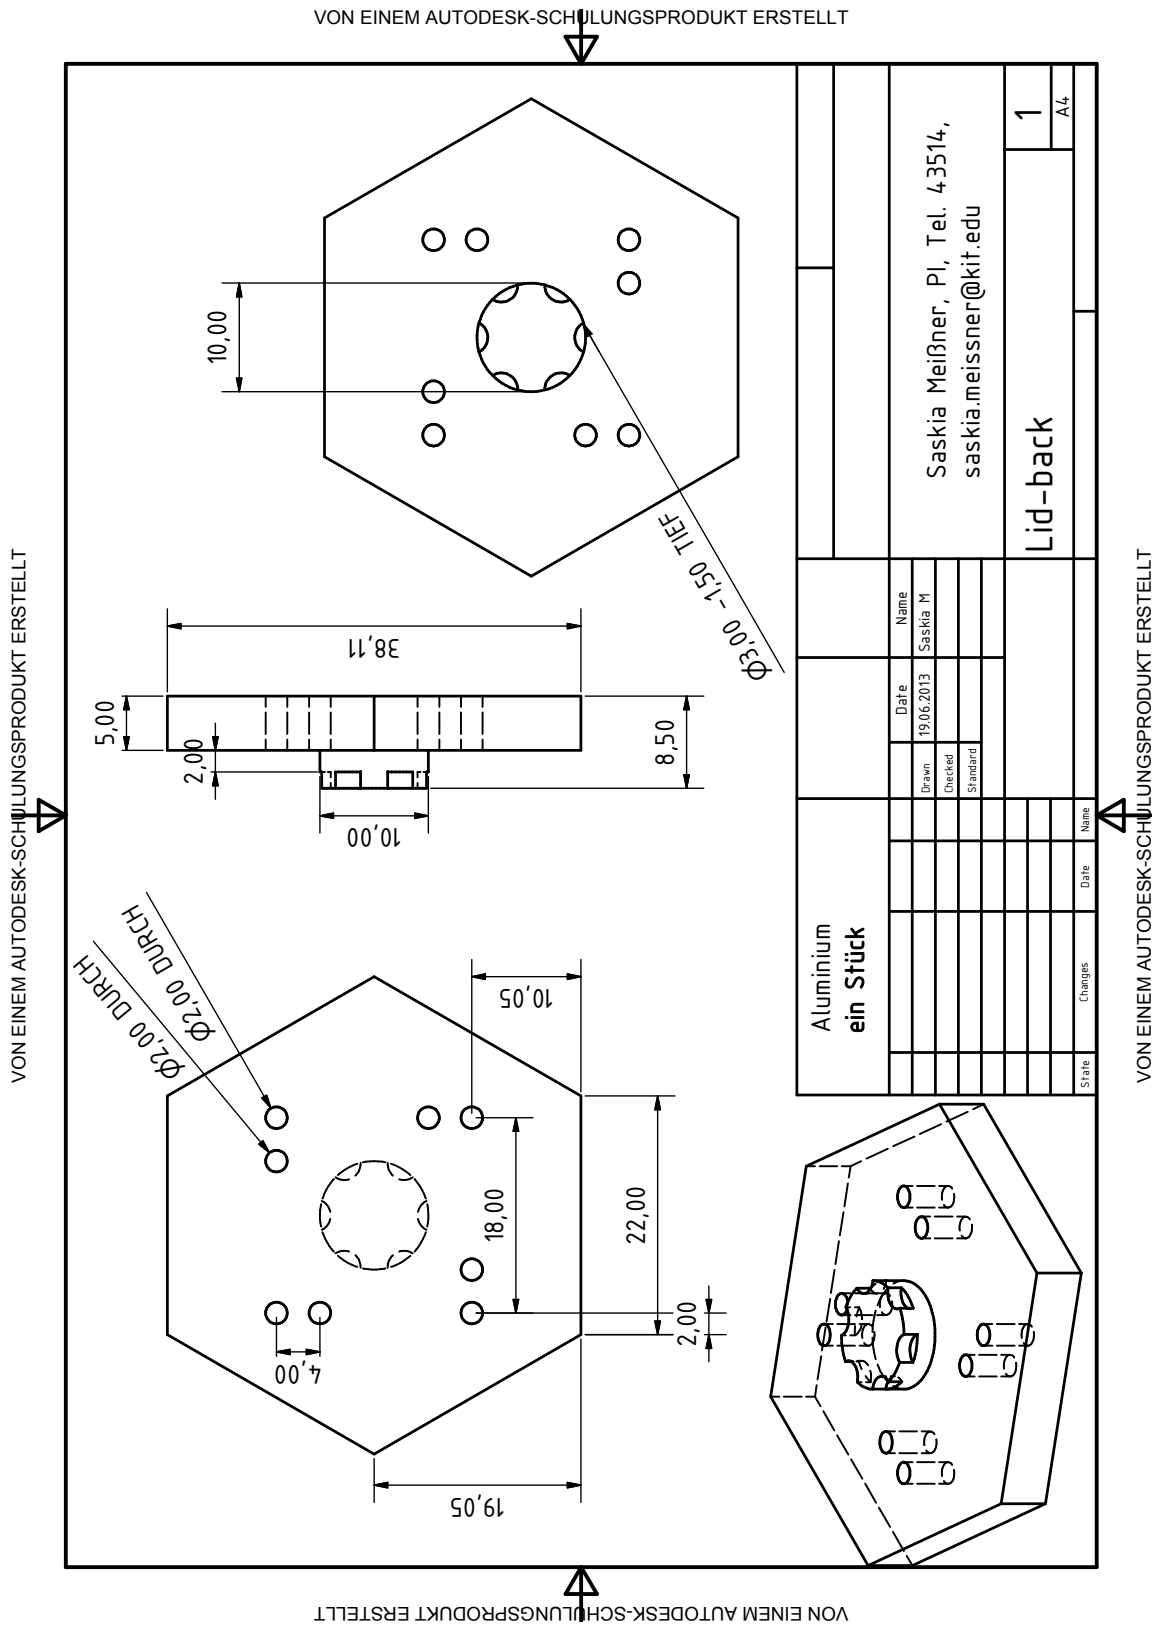 VON EINEM AUTODESK-SCHULUNGSPRODUKT ERSTELLT
VON EINEM AUTODESK-SCHULUNGSPRODUKT ERSTELLT
VON EINEM AUTODESK-SCHULUNGSPRODUKT ERSTELLT
VON EINEM AUTODESK-SCHULUNGSPRODUKT ERSTELLT
Ø2,00 DURCH
Ø2,00 DURCH
4,00
19,05
18,00
22,00
2,00
10,05
5,00
2,00
10,00
38,11
8,50
10,00
Ø3,00 -1,50 TIEF
Aluminium
ein Stück
Date Name
Drawn 19.06.2013 Saskia M
Checked
Standard
Saskia Meißner, PI, Tel. 43514,
saskia.meissner@kit.edu
Lid-back
1
A4
State Changes Date Name